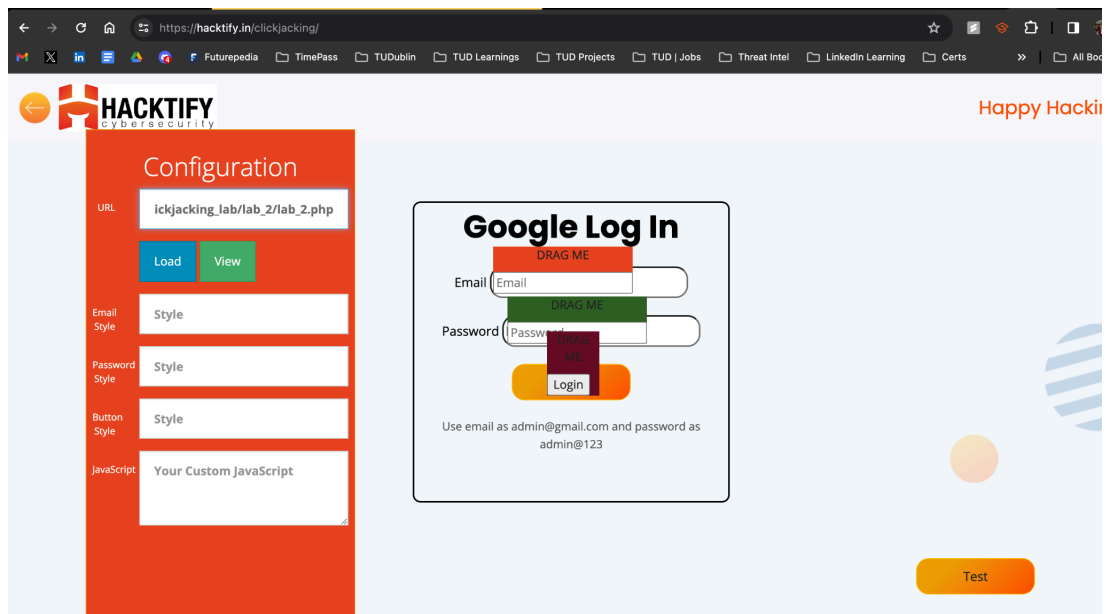 https://hacktify.in/clickjacking/
Futurepedia TimePass TUDublin TUD Learnings TUD Projects TUD | Jobs Threat Intel LinkedIn Learning Certs » All Boo
HACKTIFY
cybersecurity
Happy Hackin
Configuration
URL ickjacking_lab/lab_2/lab_2.php
Load View
Email
Style
Style
Password
Style
Style
Button
Style
Style
JavaScript Your Custom JavaScript
Google Log In
DRAG ME
Email Email
DRAG ME
Password Password
DRAG
ME
Login
Use email as admin@gmail.com and password as
admin@123
Test